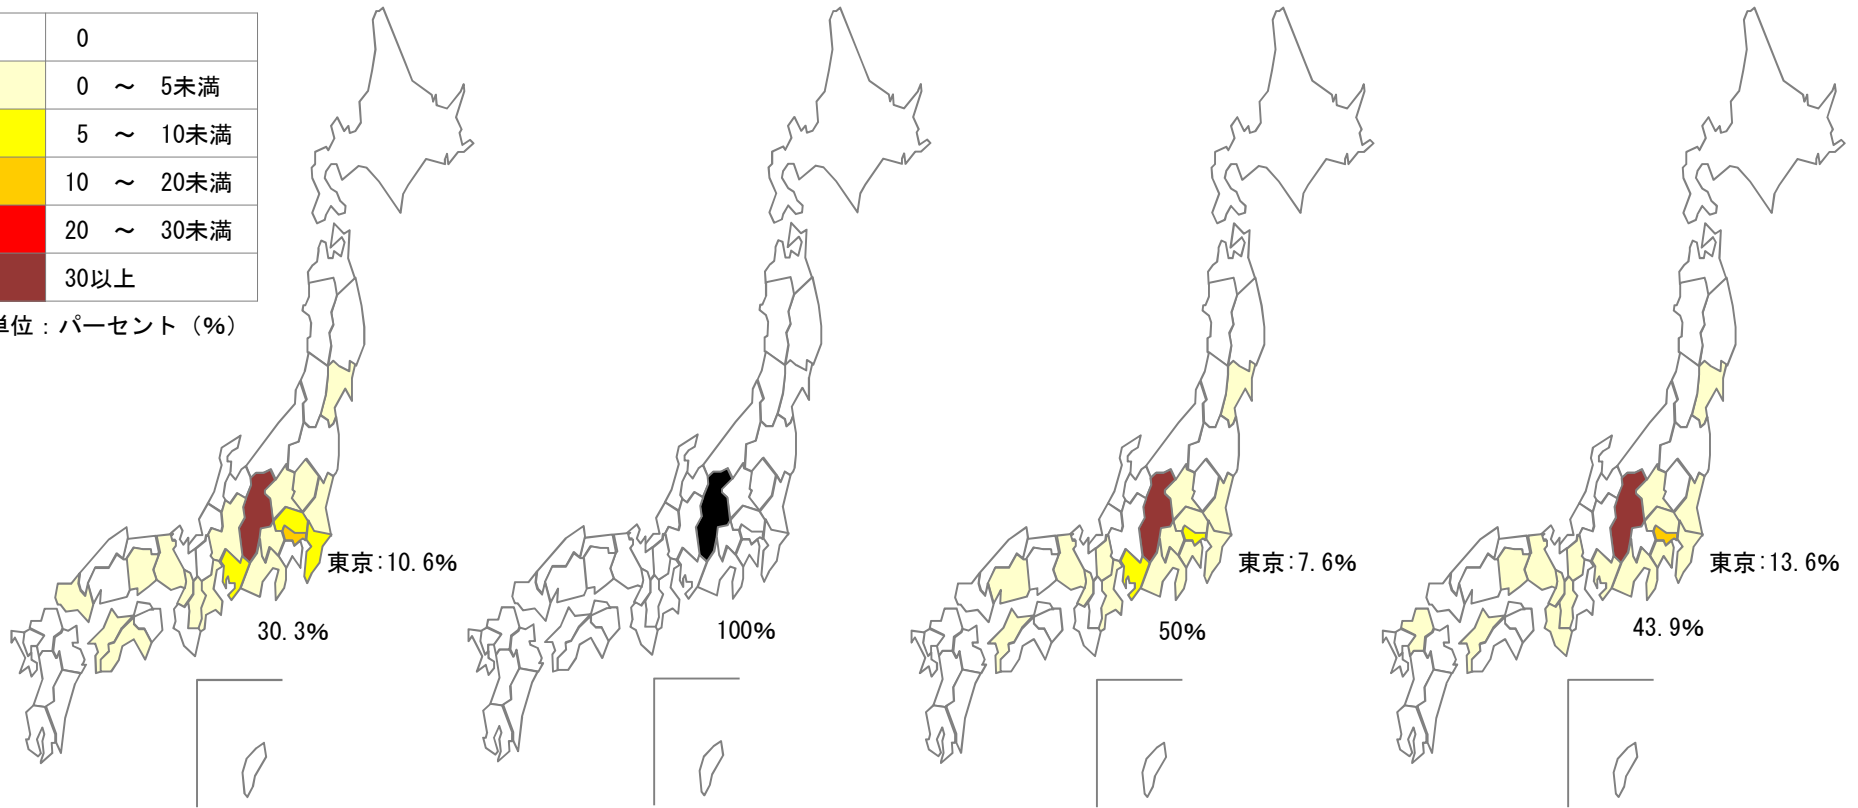 0
0 ～ 5未満
5 ～ 10未満
10 ～ 20未満
20 ～ 30未満
30以上
単位：パーセント（%）
東京：10.6%
30.3%
100%
東京：7.6%
50%
東京：13.6%
43.9%